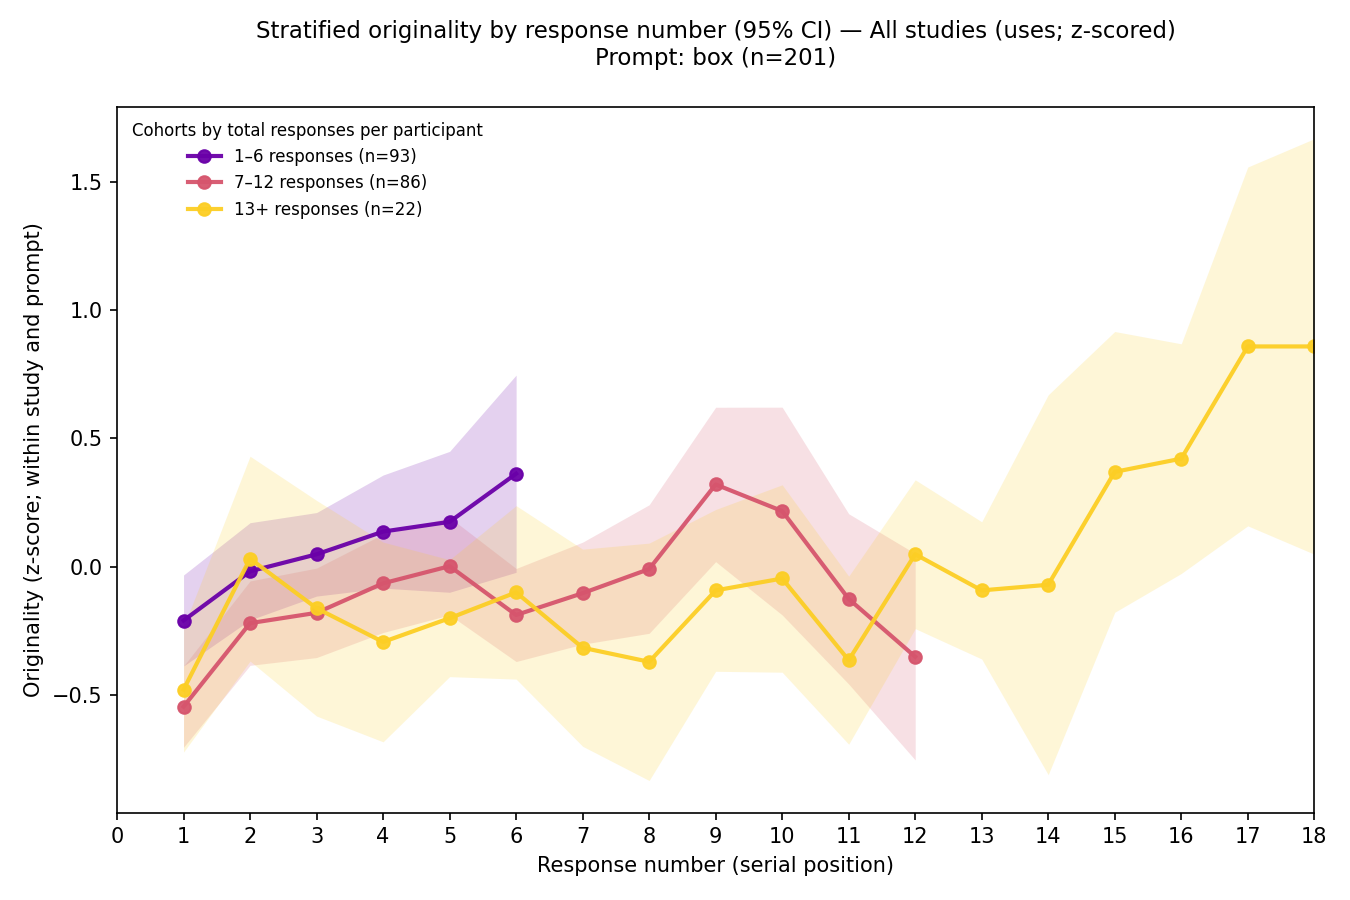 Stratified originality by response number (95% CI) — All studies (uses; z-scored)
Prompt: box (n=201)
Cohorts by total responses per participant
1–6 responses (n=93)
7–12 responses (n=86)
13+ responses (n=22)
Originality (z-score; within study and prompt)
1.5
1.0
0.5
0.0
−0.5
0 1 2 3 4 5 6 7 8 9 10 11 12 13 14 15 16 17 18
Response number (serial position)